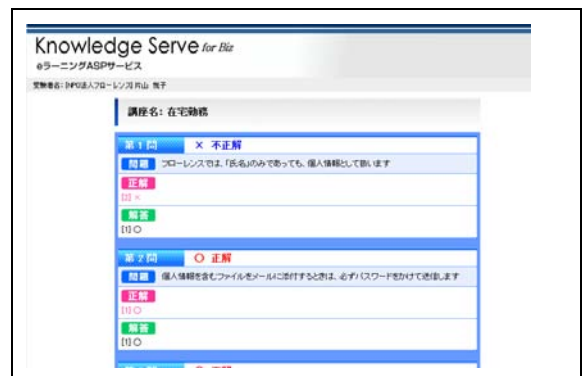 Knowledge Serve for Biz
eラーニングASPサービス
受験者名: [NPO法人フローレンス] 片山 悦子
講座名: 在宅勤務
第1問 × 不正解
問題 フローレンスでは、「氏名」のみであっても、個人情報として扱います
正解
[2] ×
解答
[1] ○
第2問 ○ 正解
問題 個人情報を含むファイルをメールに添付するときは、必ずパスワードをかけて送信します
正解
[1] ○
解答
[1] ○